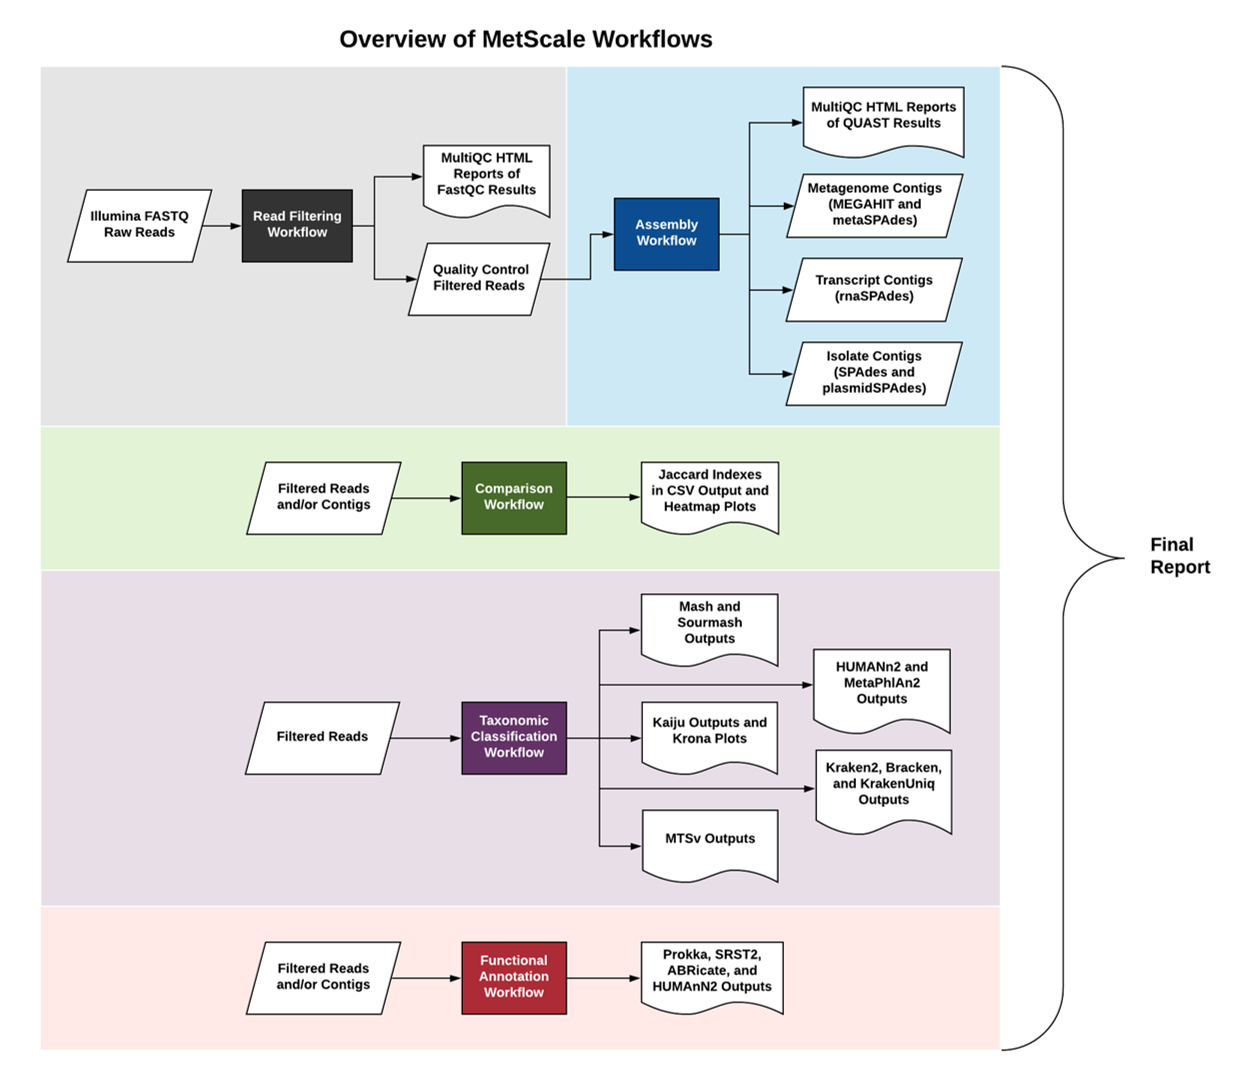 Overview of MetScale Workflows
Illumina FASTQ
Raw Reads
Read Filtering
Workflow
MultiQC HTML
Reports of
FastQC Results
Quality Control
Filtered Reads
Assembly
Workflow
MultiQC HTML Reports
of QUAST Results
Metagenome Contigs
(MEGAHIT and
metaSPAdes)
Transcript Contigs
(rnaSPAdes)
Isolate Contigs
(SPAdes and
plasmidSPAdes)
Filtered Reads
and/or Contigs
Comparison
Workflow
Jaccard Indexes
in CSV Output and
Heatmap Plots
Final
Report
Filtered Reads
Taxonomic
Classification
Workflow
Mash and
Sourmash
Outputs
HUMANn2 and
MetaPhlAn2
Outputs
Kaiju Outputs and
Krona Plots
Kraken2, Bracken,
and KrakenUniq
Outputs
MTSv Outputs
Filtered Reads
and/or Contigs
Functional
Annotation
Workflow
Prokka, SRST2,
ABRicate, and
HUMAnN2 Outputs